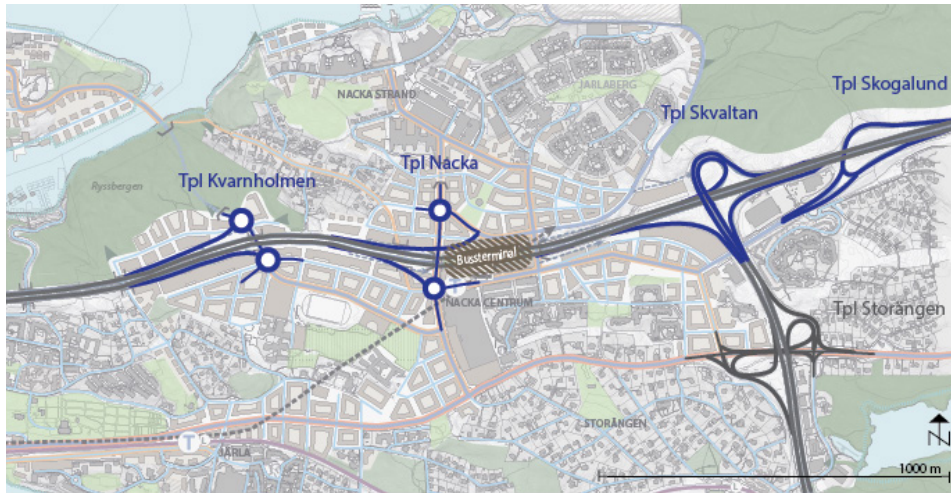 Tpl Skogalund
JARLABERG
NACKA STRAND
Tpl Skvaltan
Tpl Nacka
Tpl Kvarnholmen
Ryssbergen
Bussterminal
NACKA CENTRUM
Tpl Storängen
STORÄNGEN
T
JÄRLA
N
1000 m